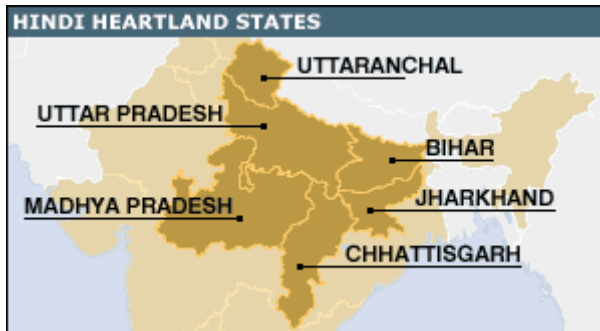 HINDI HEARTLAND STATES
UTTARANCHAL
UTTAR PRADESH
BIHAR
JHARKHAND
MADHYA PRADESH
CHHATTISGARH